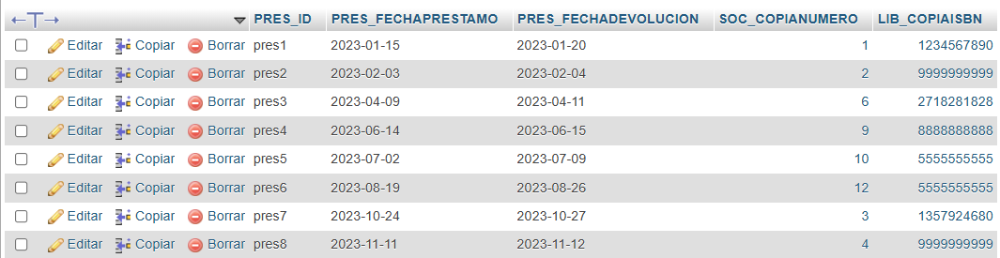 PRES_ID PRES_FECHAPRESTAMO PRES_FECHADEVOLUCION SOC_COPIANUMERO LIB_COPIAISBN
Editar Copiar Borrar pres1 2023-01-15 2023-01-20 1 1234567890
Editar Copiar Borrar pres2 2023-02-03 2023-02-04 2 9999999999
Editar Copiar Borrar pres3 2023-04-09 2023-04-11 6 2718281828
Editar Copiar Borrar pres4 2023-06-14 2023-06-15 9 8888888888
Editar Copiar Borrar pres5 2023-07-02 2023-07-09 10 5555555555
Editar Copiar Borrar pres6 2023-08-19 2023-08-26 12 5555555555
Editar Copiar Borrar pres7 2023-10-24 2023-10-27 3 1357924680
Editar Copiar Borrar pres8 2023-11-11 2023-11-12 4 9999999999